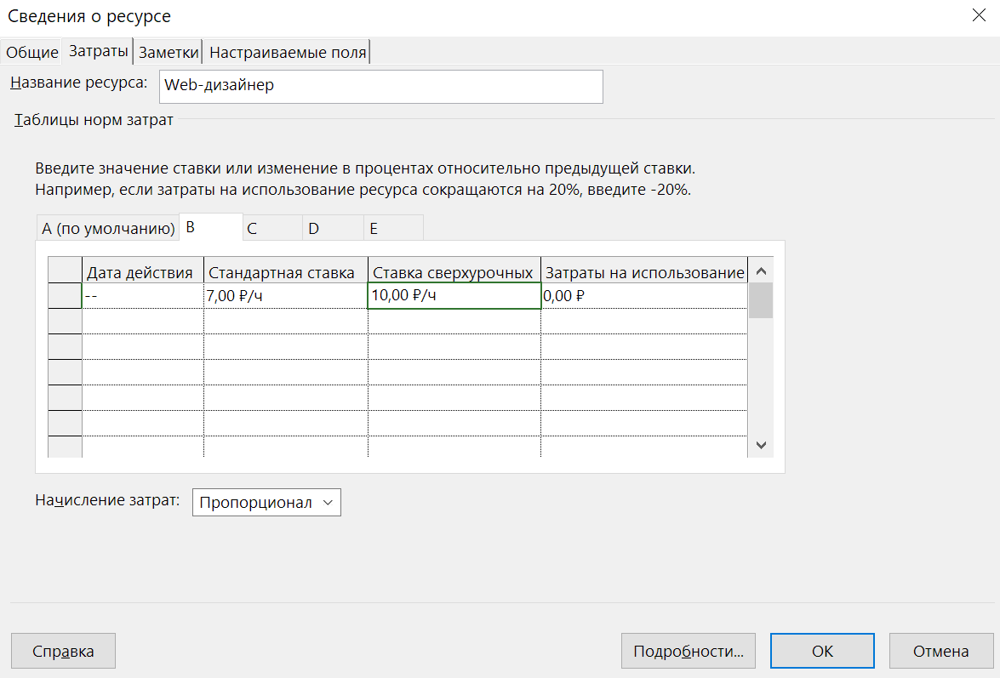 Сведения о ресурсе
Общие Затраты Заметки Настраиваемые поля
Название ресурса: Web-дизайнер
Таблицы норм затрат
Введите значение ставки или изменение в процентах относительно предыдущей ставки.
Например, если затраты на использование ресурса сокращаются на 20%, введите -20%.
A (по умолчанию) B C D E
Дата действия Стандартная ставка Ставка сверхурочных Затраты на использование
-- 7,00 ₽/ч 10,00 ₽/ч 0,00 ₽
Начисление затрат: Пропорционал
Справка Подробности... ОК Отмена